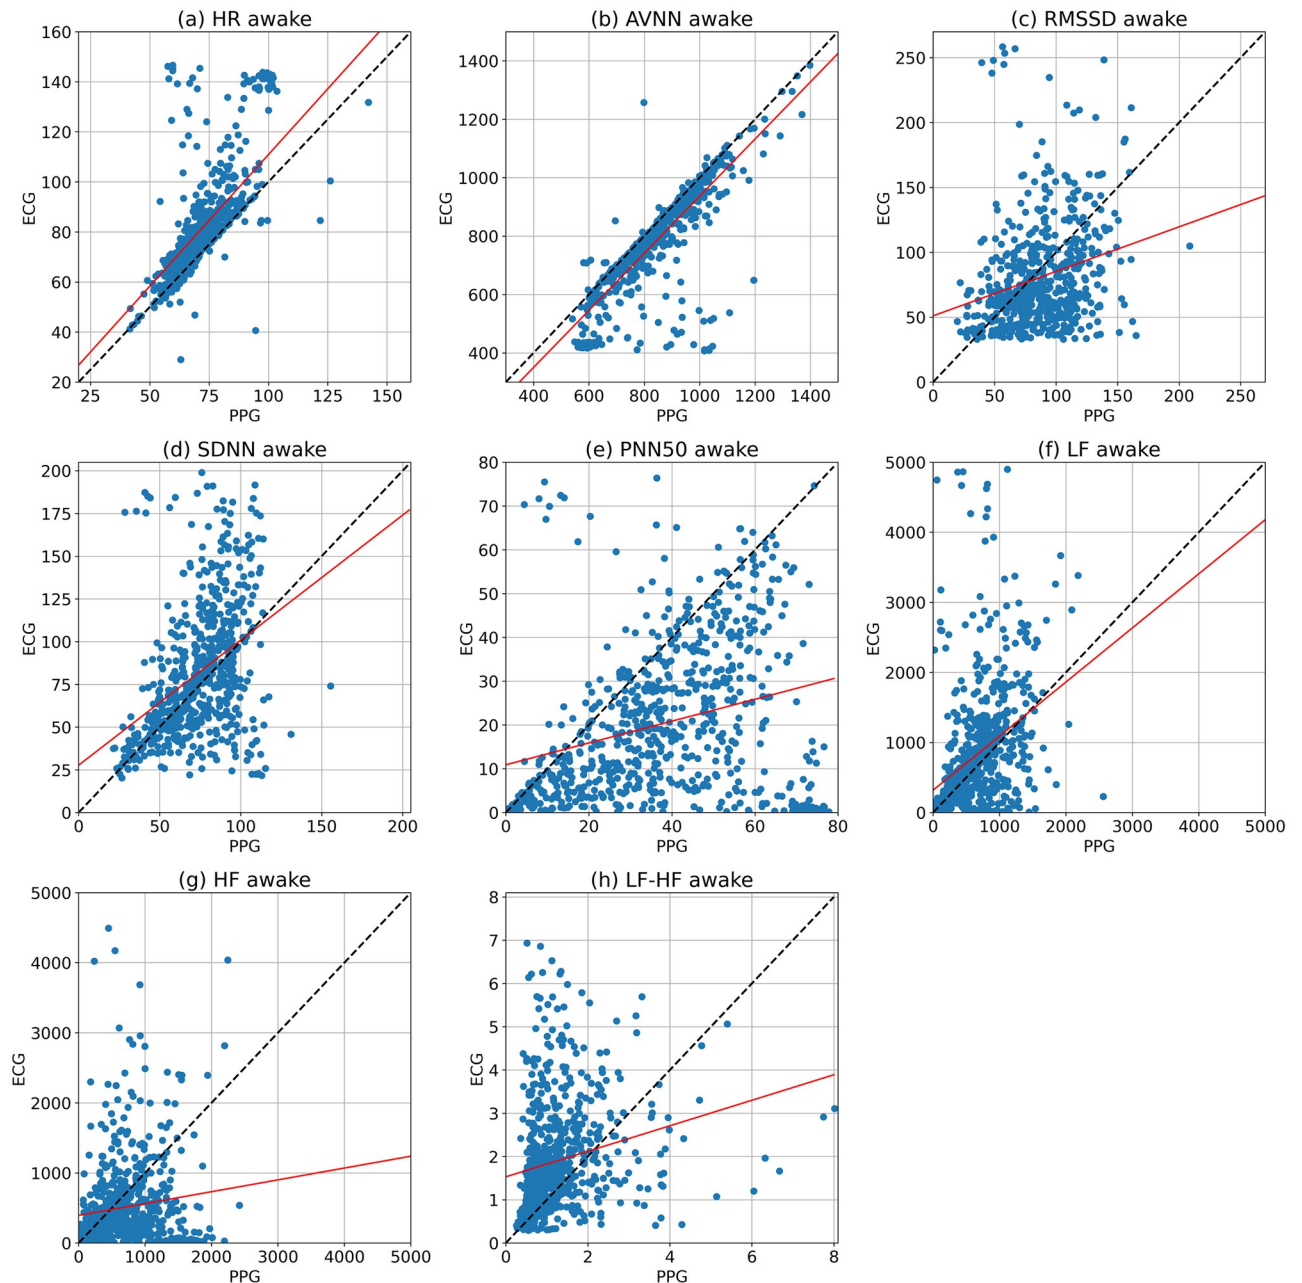 (a) HR awake
160
140
120
100
80
60
40
20
ECG
25 50 75 100 125 150
PPG
(b) AVNN awake
1400
1200
1000
800
600
400
ECG
400 600 800 1000 1200 1400
PPG
(c) RMSSD awake
250
200
150
100
50
0
ECG
0 50 100 150 200 250
PPG
(d) SDNN awake
200
175
150
125
100
75
50
25
0
ECG
0 50 100 150 200
PPG
(e) PNN50 awake
80
70
60
50
40
30
20
10
0
ECG
0 20 40 60 80
PPG
(f) LF awake
5000
4000
3000
2000
1000
0
ECG
0 1000 2000 3000 4000 5000
PPG
(g) HF awake
5000
4000
3000
2000
1000
0
ECG
0 1000 2000 3000 4000 5000
PPG
(h) LF-HF awake
8
7
6
5
4
3
2
1
0
ECG
0 2 4 6 8
PPG